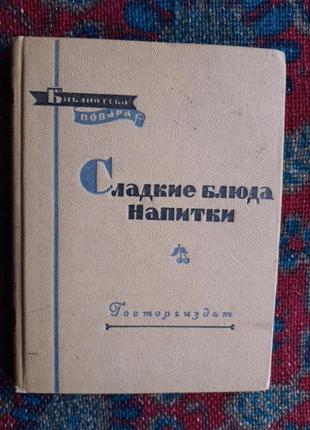 Библиотека
повара
Сладкие блюда
Напитки
Госторгиздат